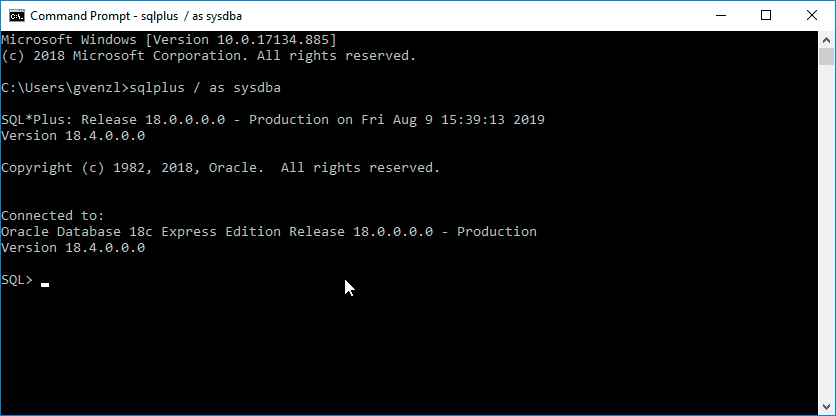 Command Prompt - sqlplus / as sysdba
Microsoft Windows [Version 10.0.17134.885]
(c) 2018 Microsoft Corporation. All rights reserved.
C:\Users\gvenzl>sqlplus / as sysdba
SQL*Plus: Release 18.0.0.0.0 - Production on Fri Aug 9 15:39:13 2019
Version 18.4.0.0.0
Copyright (c) 1982, 2018, Oracle.  All rights reserved.
Connected to:
Oracle Database 18c Express Edition Release 18.0.0.0.0 - Production
Version 18.4.0.0.0
SQL>